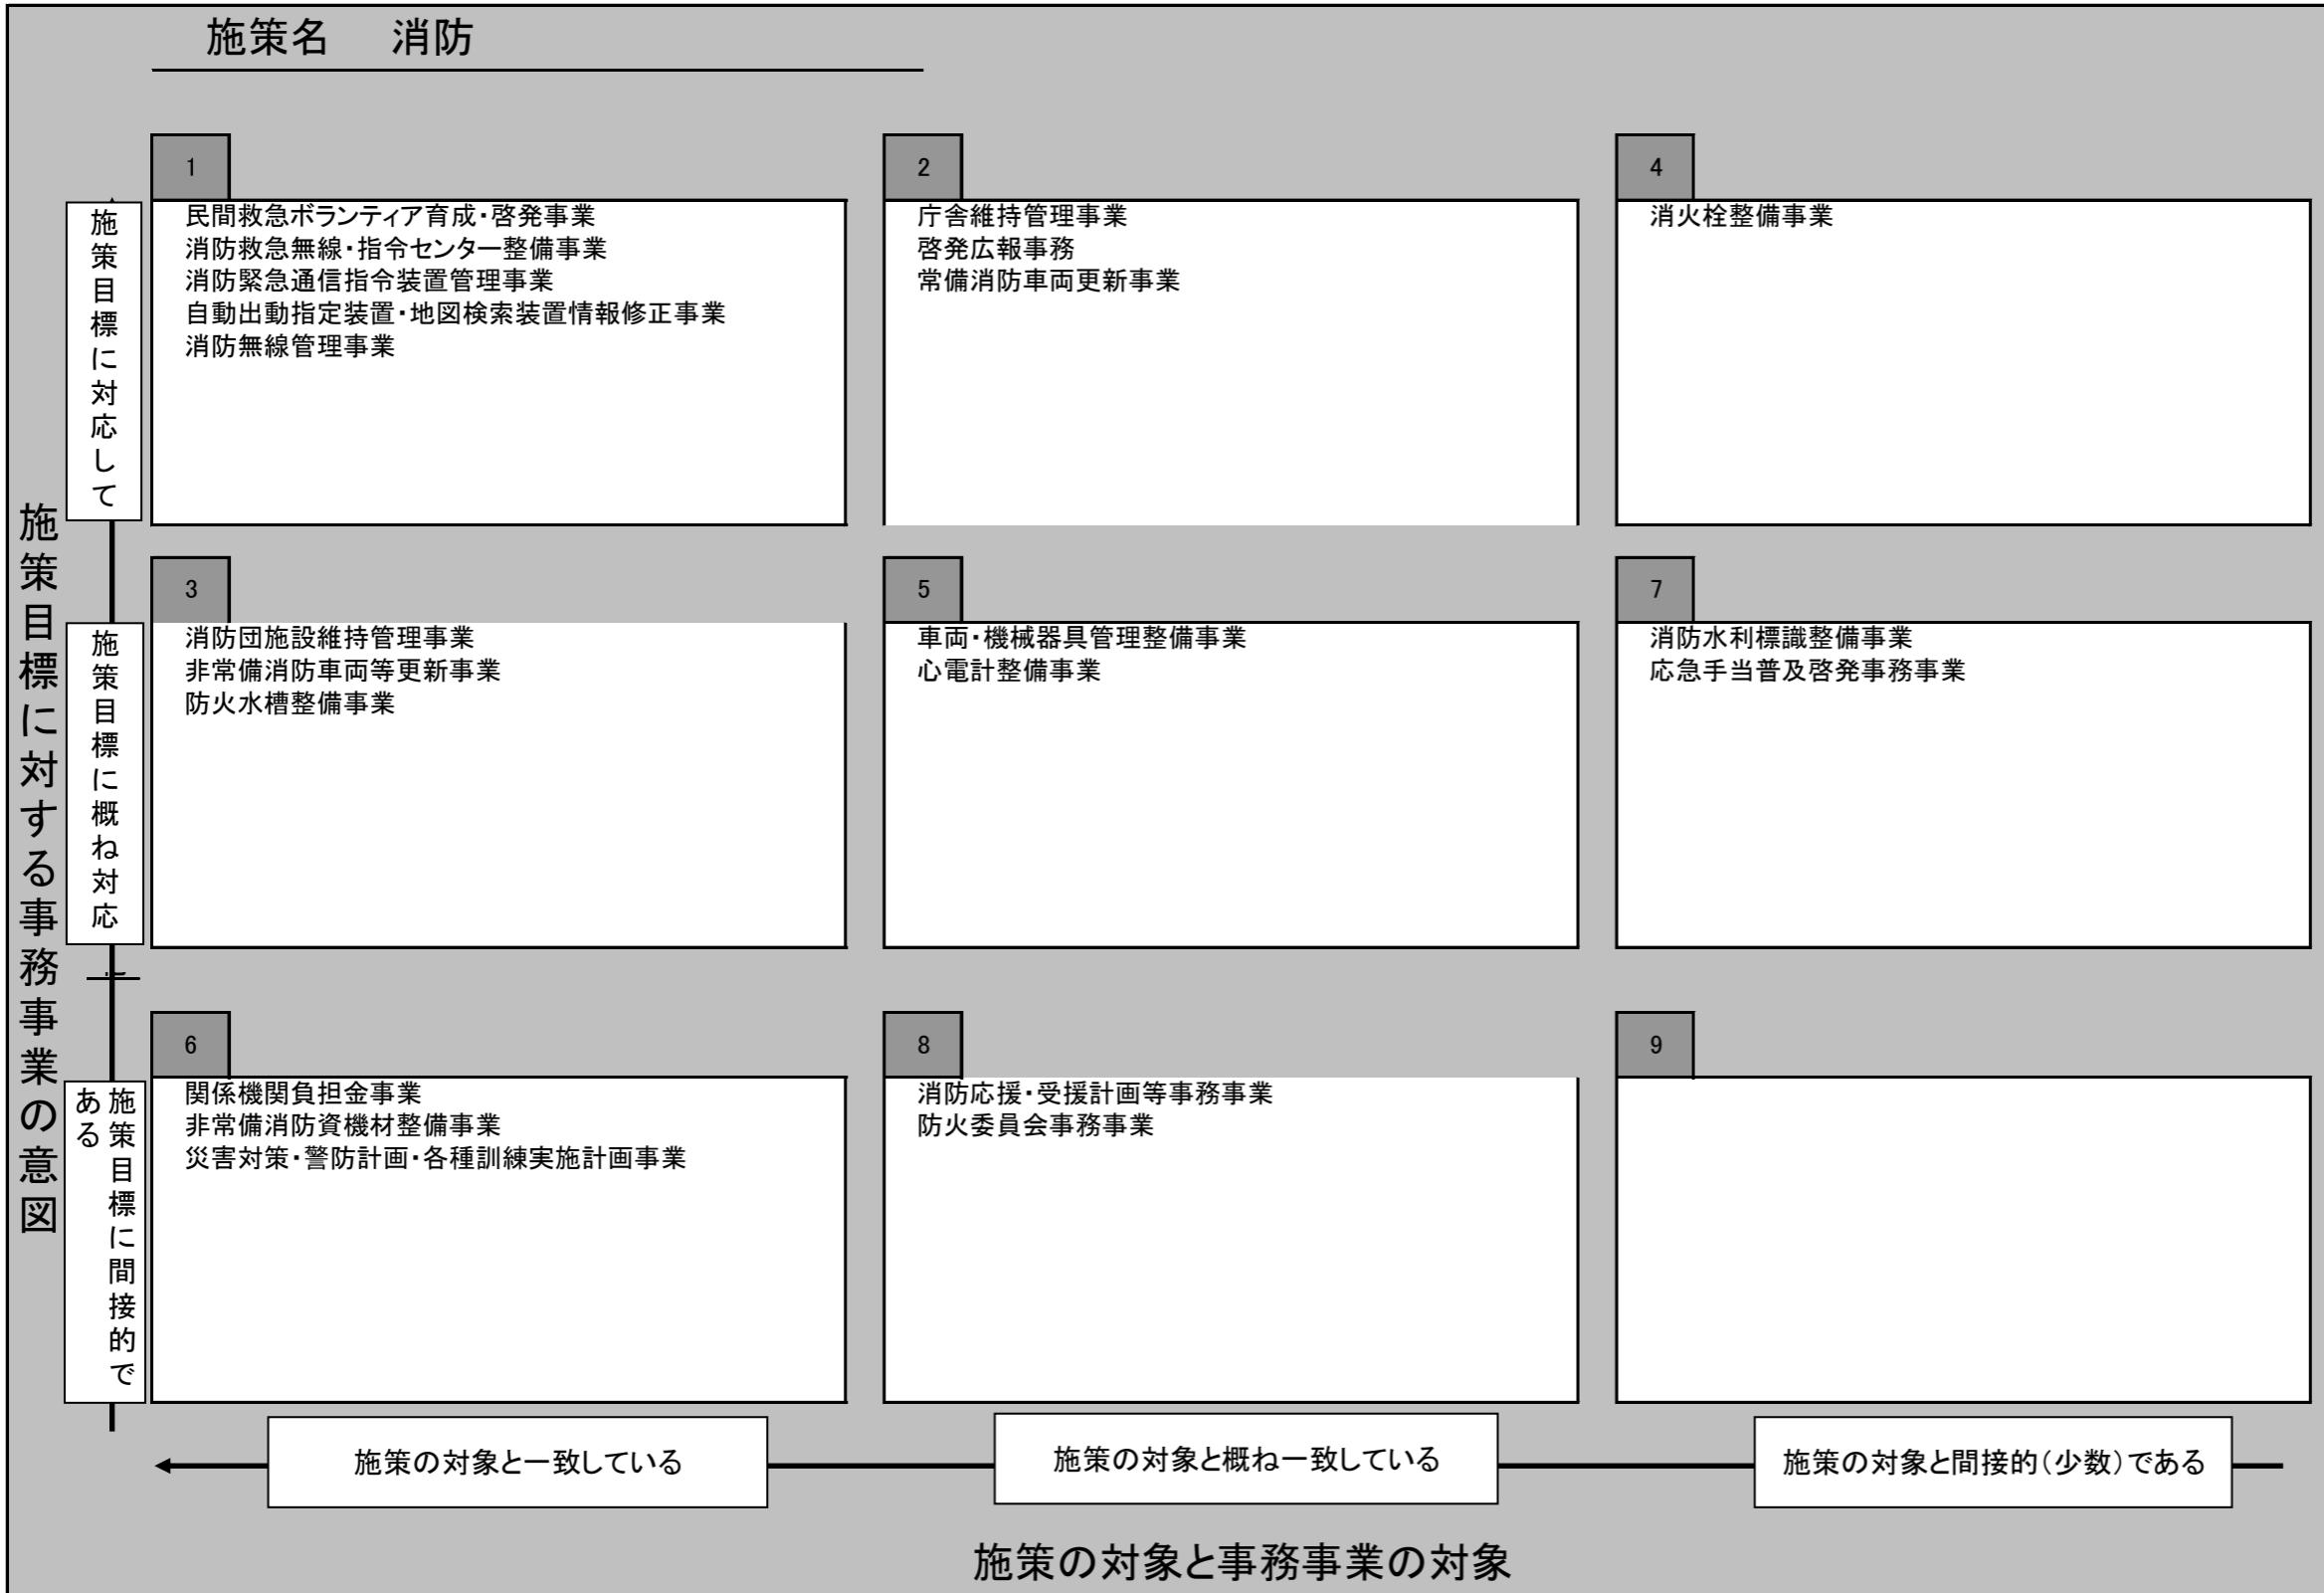 施策名 消防
1
民間救急ボランティア育成・啓発事業
消防救急無線・指令センター整備事業
消防緊急通信指令装置管理事業
自動出動指定装置・地図検索装置情報修正事業
消防無線管理事業
2
庁舎維持管理事業
啓発広報事務
常備消防車両更新事業
4
消火栓整備事業
施策目標に対応して
3
消防団施設維持管理事業
非常備消防車両等更新事業
防火水槽整備事業
5
車両・機械器具管理整備事業
心電計整備事業
7
消防水利標識整備事業
応急手当普及啓発事務事業
施策目標に概ね対応
施策目標に対する事務事業の意図
6
関係機関負担金事業
非常備消防資機材整備事業
災害対策・警防計画・各種訓練実施計画事業
8
消防応援・受援計画等事務事業
防火委員会事務事業
9
施策目標に間接的で
ある
施策の対象と一致している
施策の対象と概ね一致している
施策の対象と間接的(少数)である
施策の対象と事務事業の対象